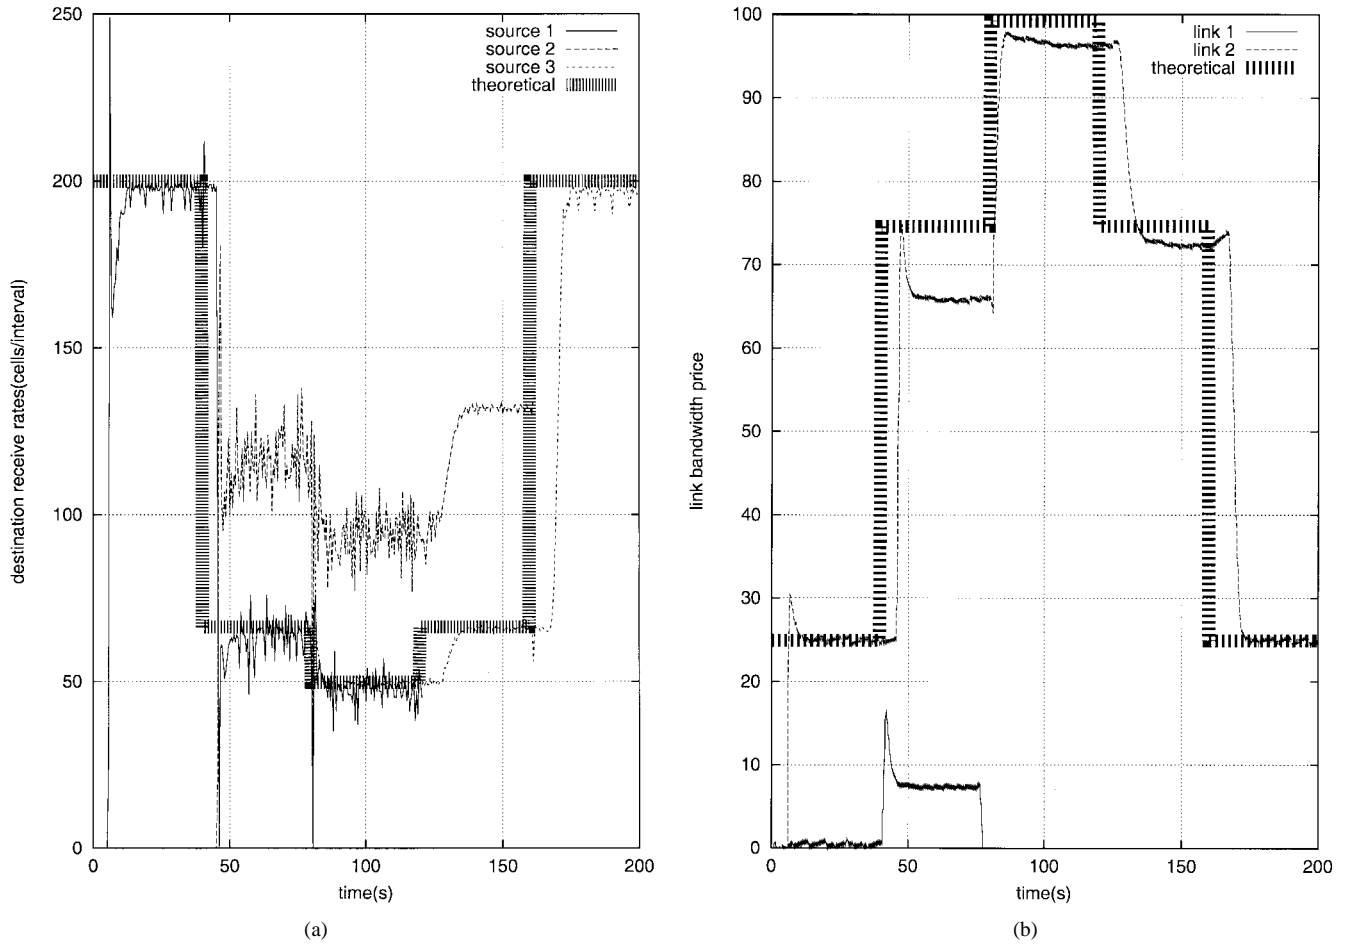 source 1
source 2
source 3
theoretical
250
200
150
100
50
0
0 50 100 150 200
destination receive rates(cells/interval)
time(s)
(a)
link 1
link 2
theoretical
100
90
80
70
60
50
40
30
20
10
0
0 50 100 150 200
link bandwidth price
time(s)
(b)